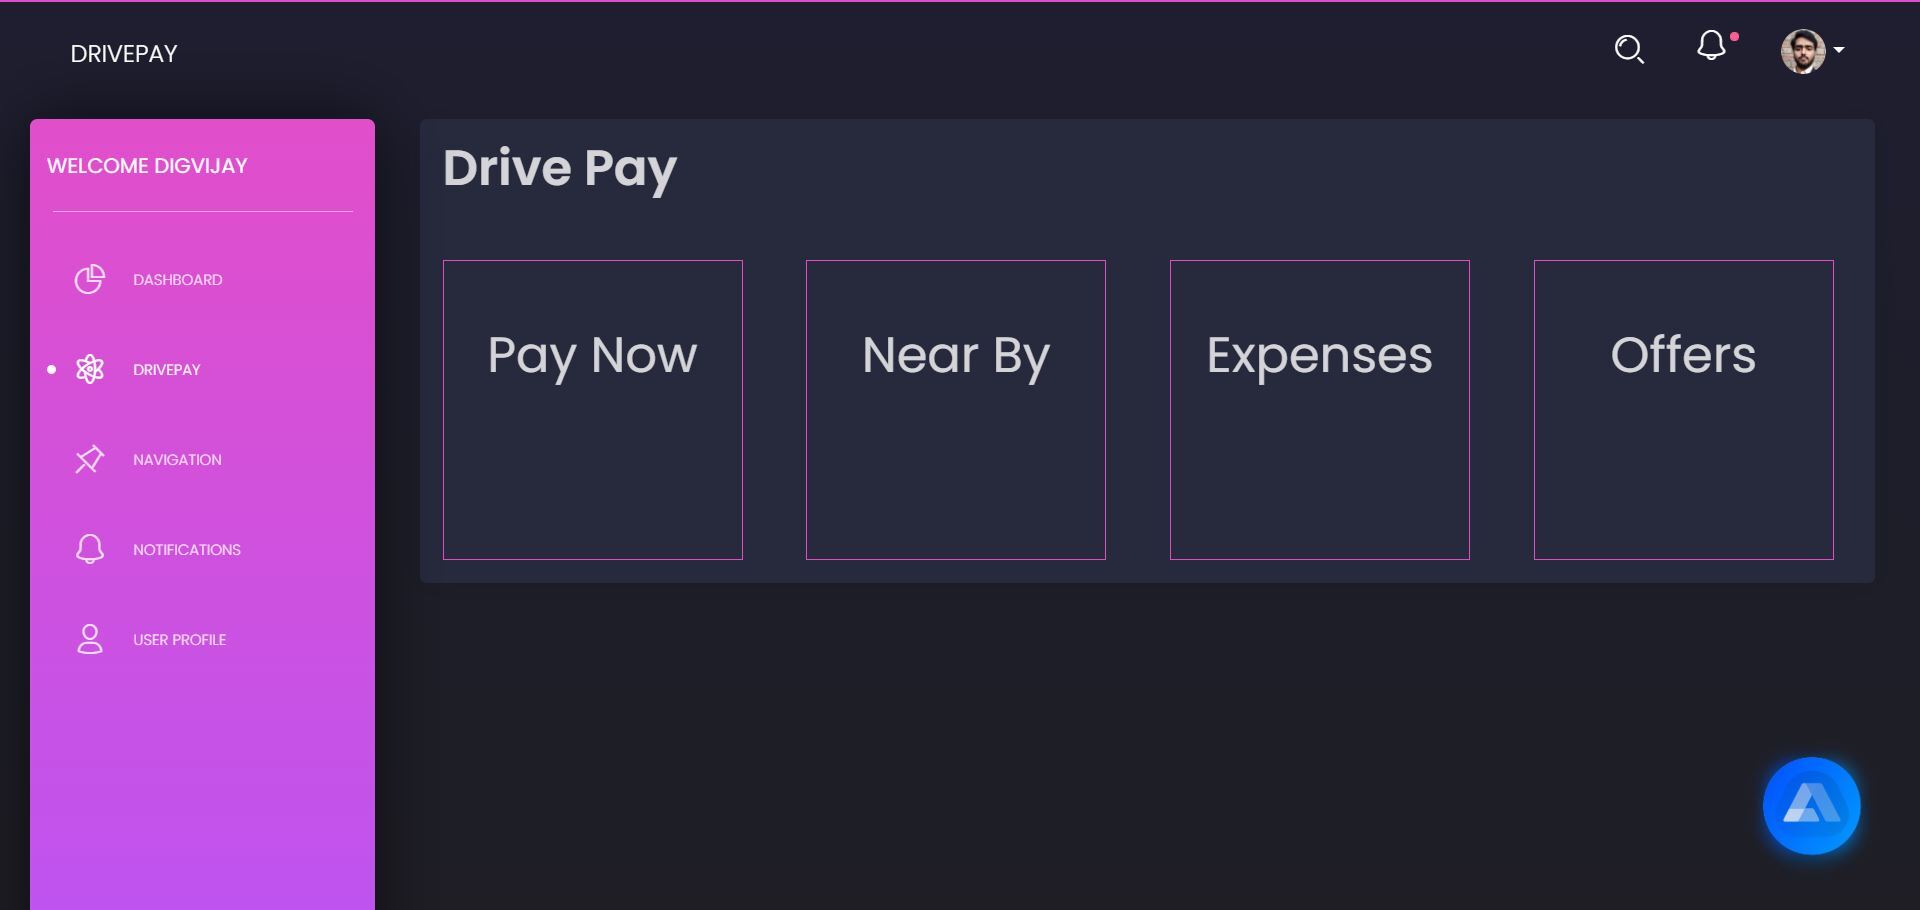 DRIVEPAY
WELCOME DIGVIJAY
DASHBOARD
DRIVEPAY
NAVIGATION
NOTIFICATIONS
USER PROFILE
Drive Pay
Pay Now
Near By
Expenses
Offers